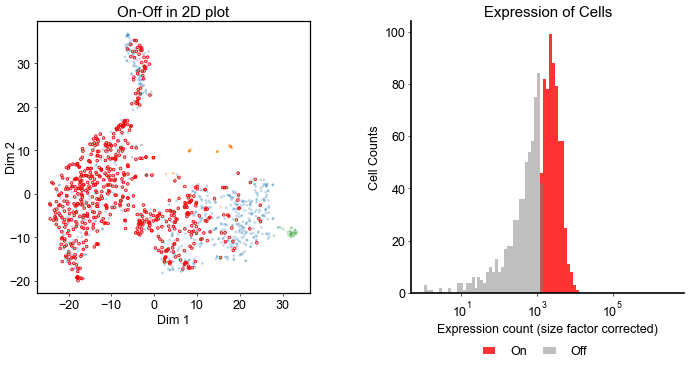 On-Off in 2D plot
Expression of Cells
Dim 2
30
20
10
0
−10
−20
−20 −10 0 10 20 30
Dim 1
Cell Counts
100
80
60
40
20
0
10^1 10^3 10^5
Expression count (size factor corrected)
On Off